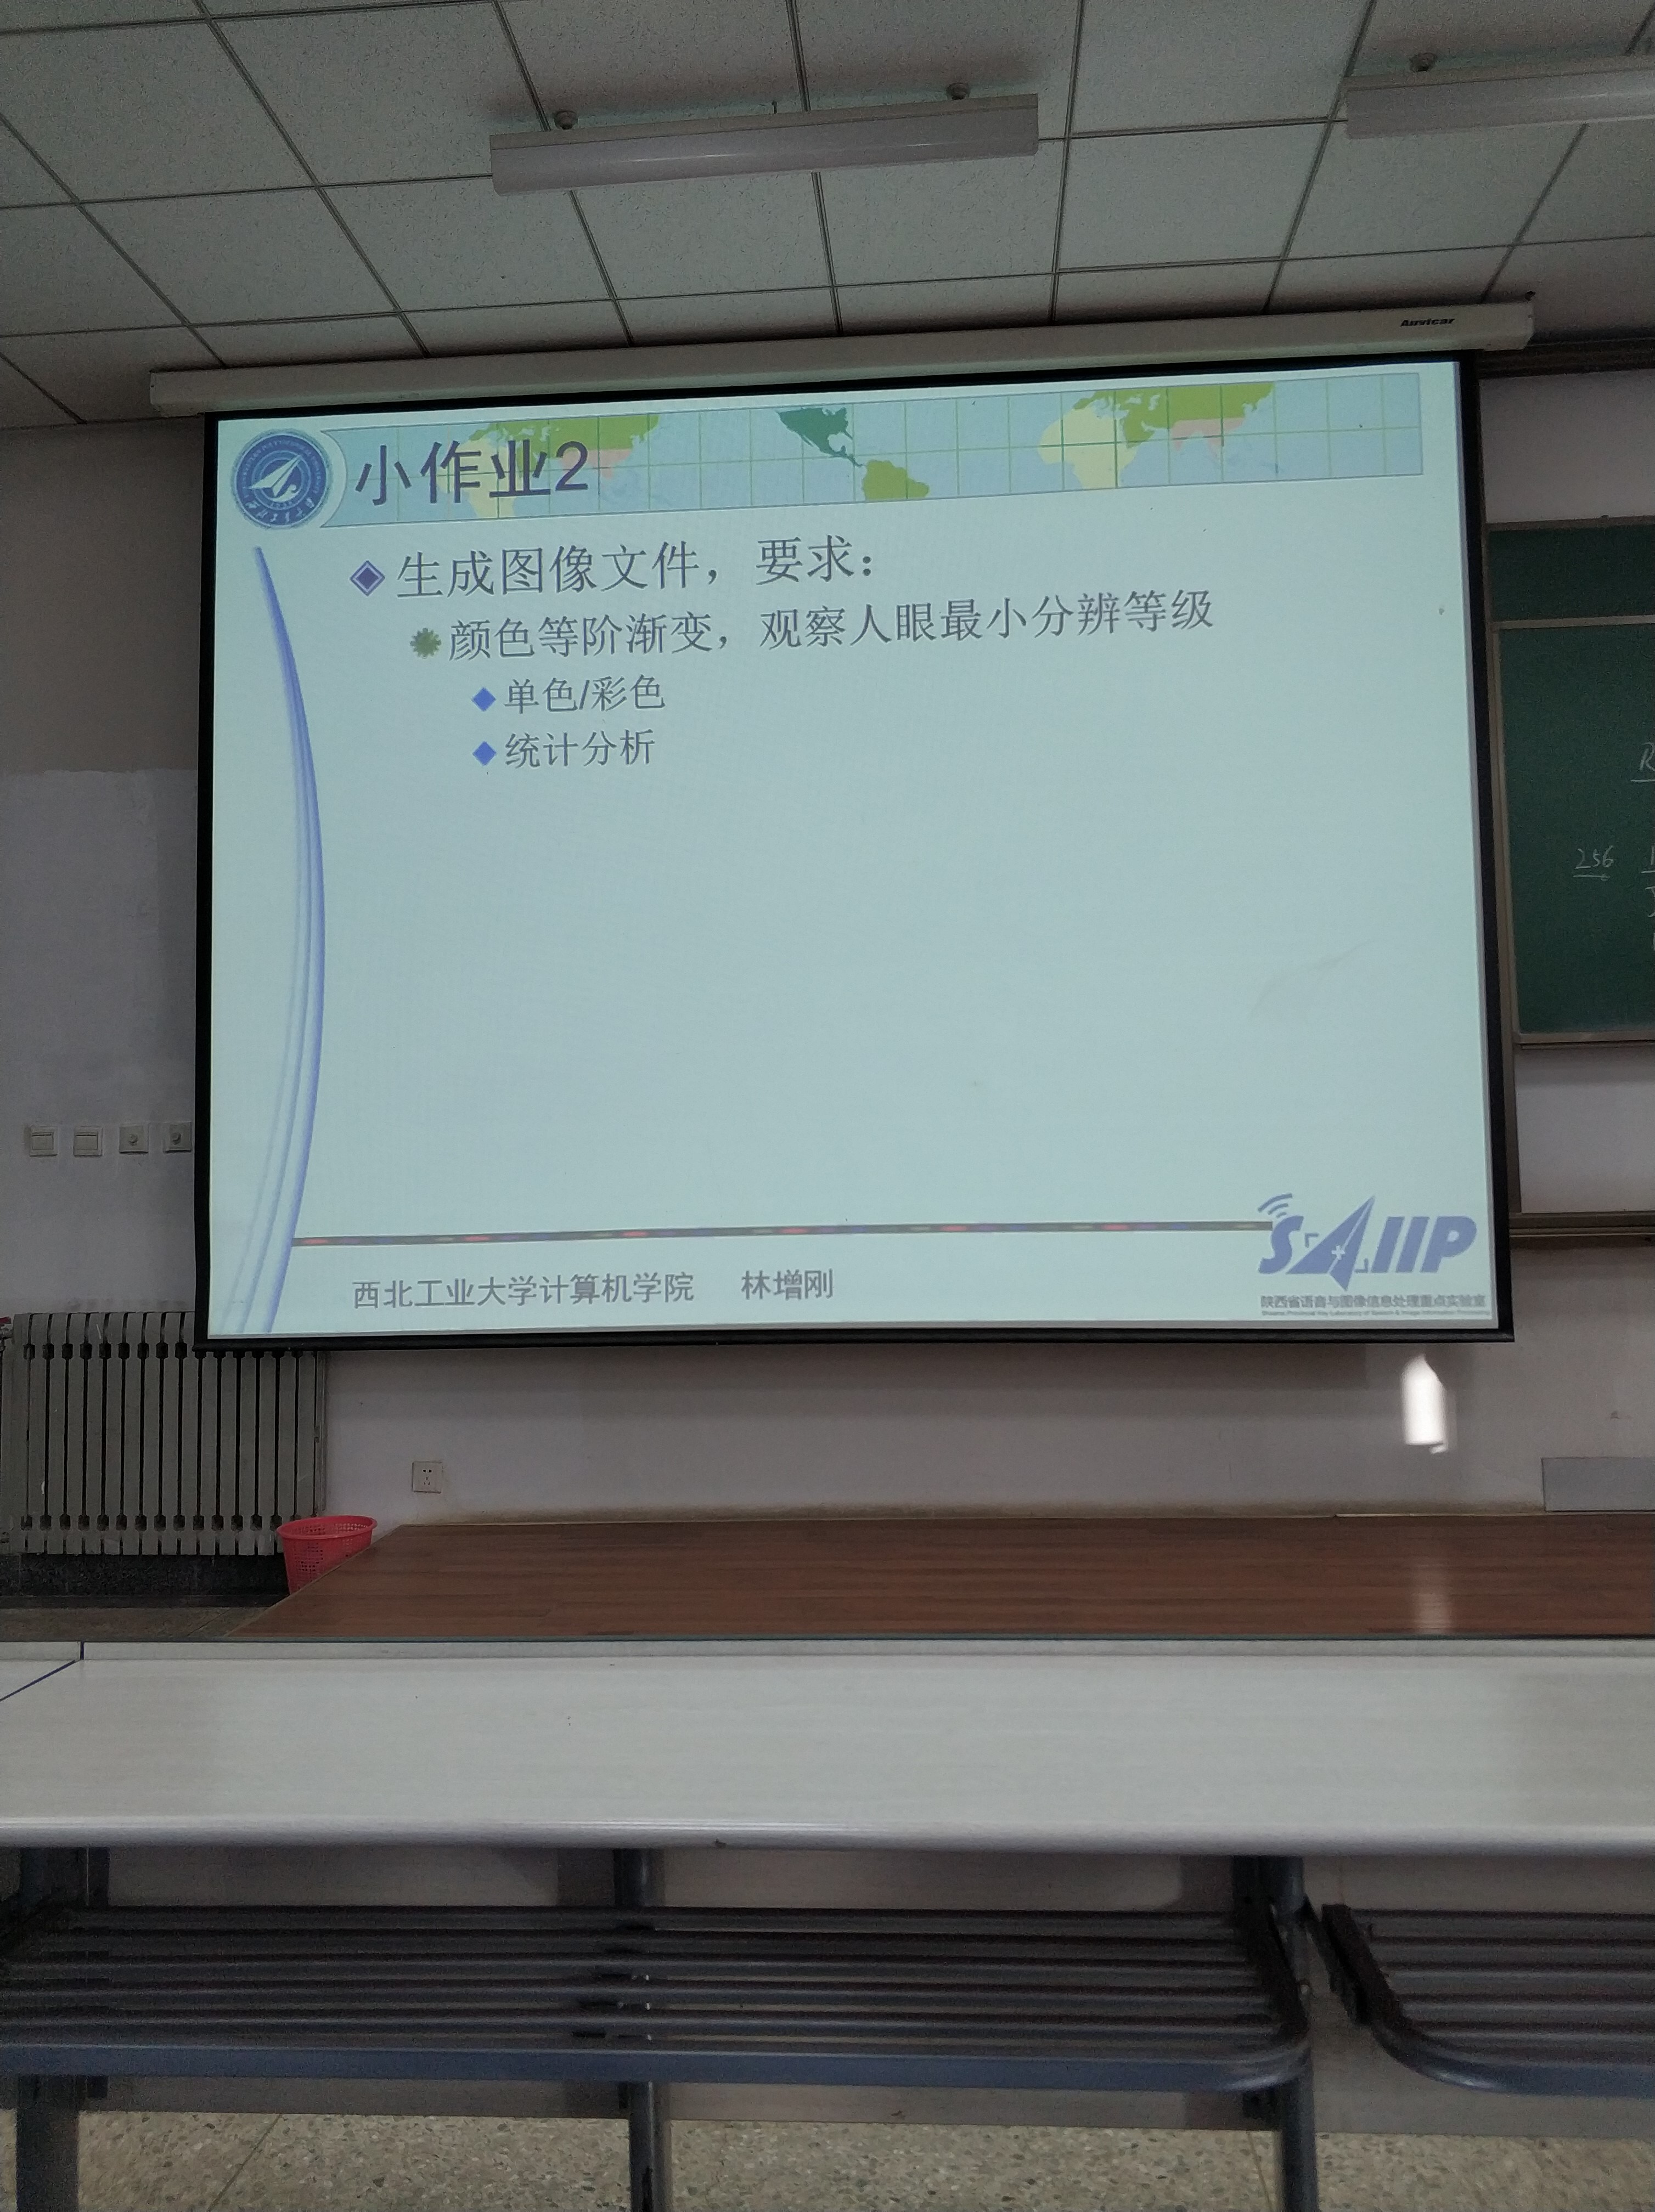 Auvicar
小作业2
生成图像文件，要求：
颜色等阶渐变，观察人眼最小分辨等级
单色/彩色
统计分析
256
SAIIP
西北工业大学计算机学院 林增刚
陕西省语音与图像信息处理重点实验室